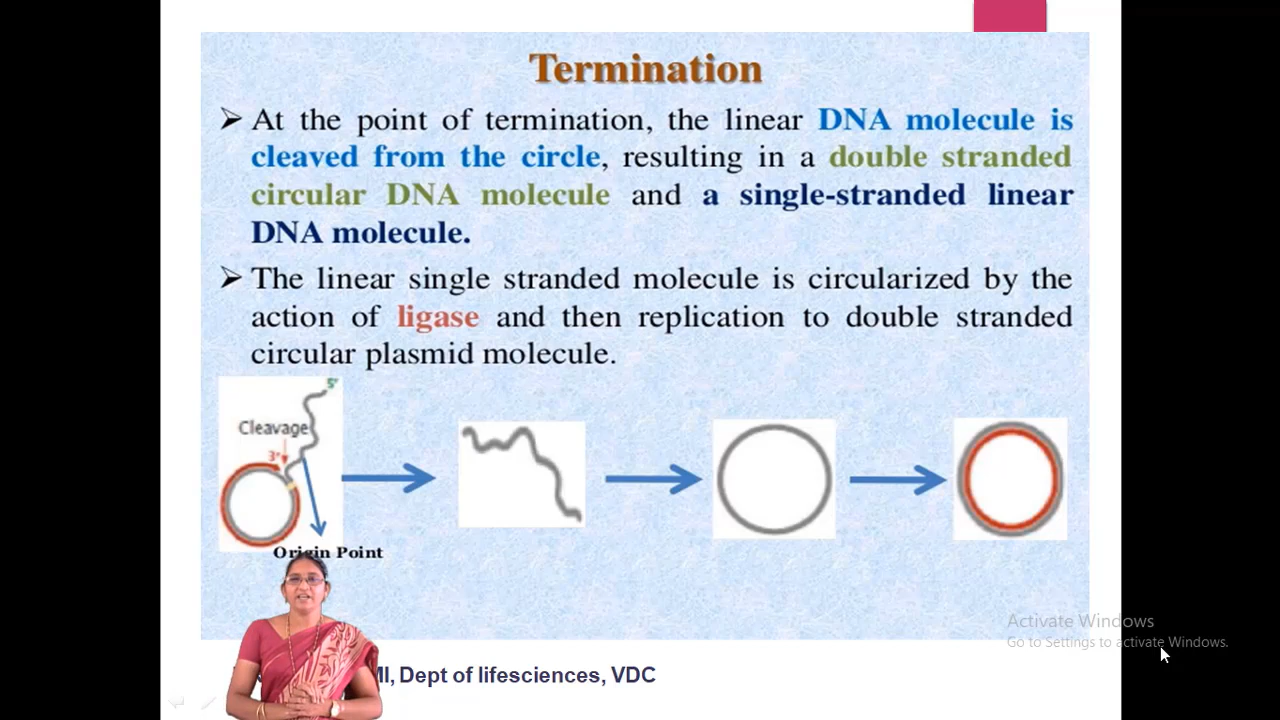 Termination
➢ At the point of termination, the linear DNA molecule is
cleaved from the circle, resulting in a double stranded
circular DNA molecule and a single-stranded linear
DNA molecule.
➢ The linear single stranded molecule is circularized by the
action of ligase and then replication to double stranded
circular plasmid molecule.
5'
Cleavage
3'
Origin Point
Activate Windows
Go to Settings to activate Windows.
, Dept of lifesciences, VDC